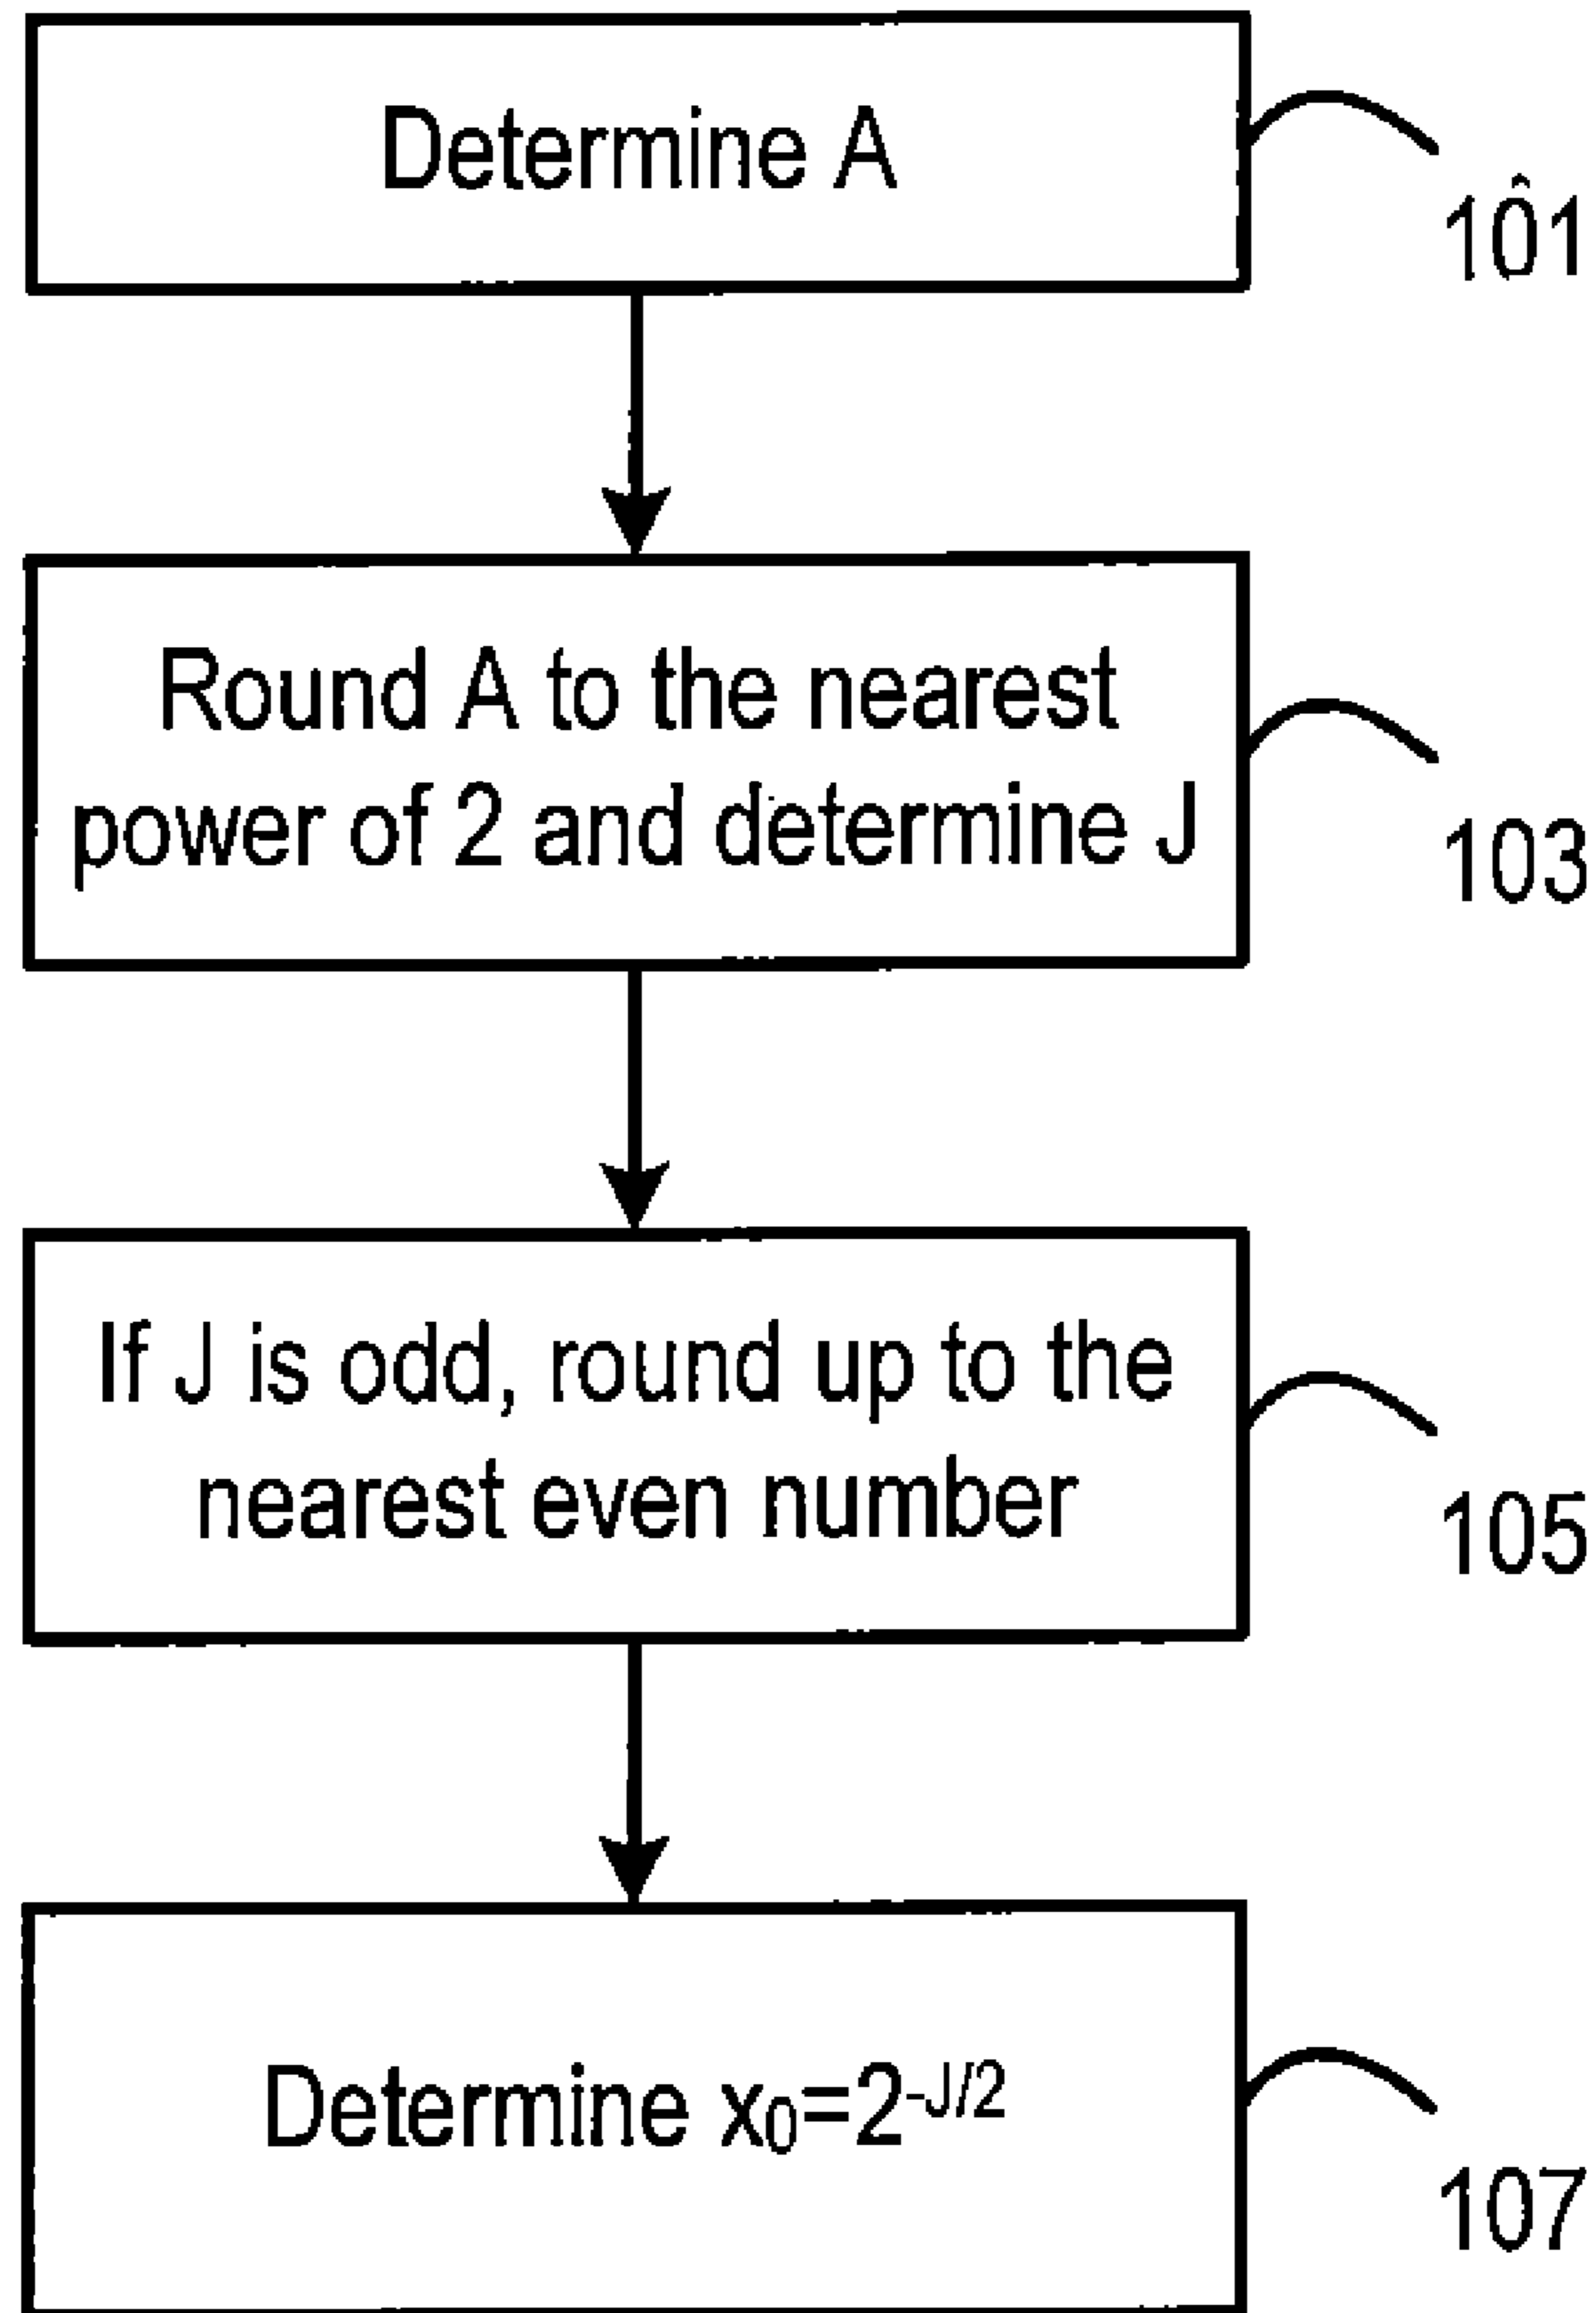 Determine A
101
Round A to the nearest
power of 2 and determine J
103
If J is odd, round up to the
nearest even number
105
Determine x₀=2^-J/2
107